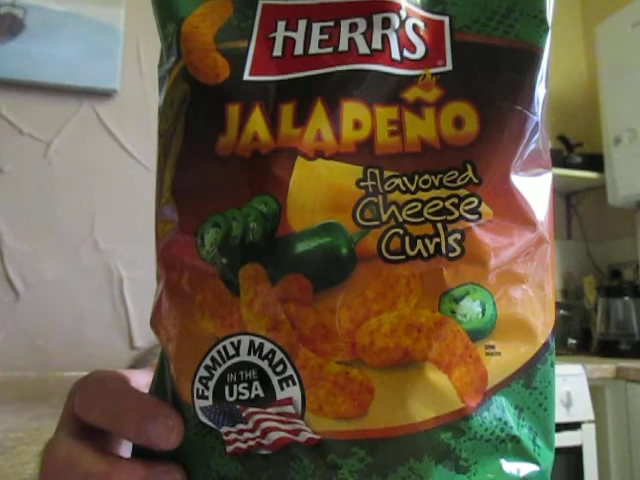 HERR'S
JALAPEÑO
flavored
Cheese
Curls
FAMILY MADE
IN THE
USA